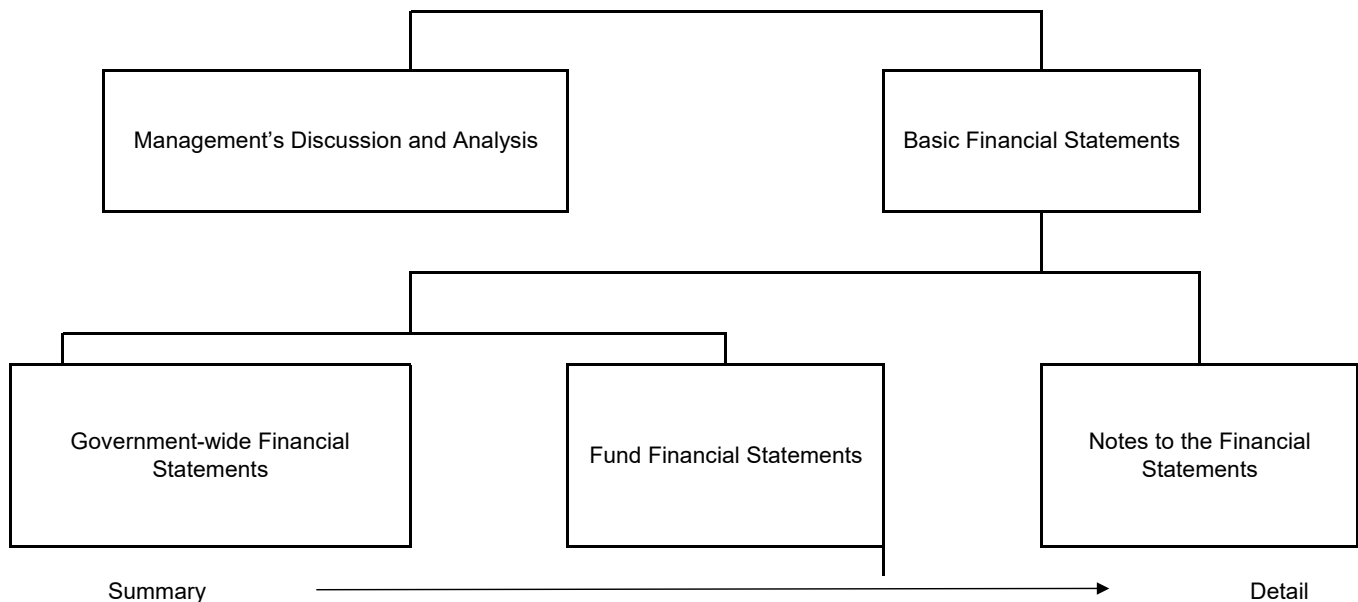 Management’s Discussion and Analysis
Basic Financial Statements
Government-wide Financial
Statements
Fund Financial Statements
Notes to the Financial
Statements
Summary
Detail